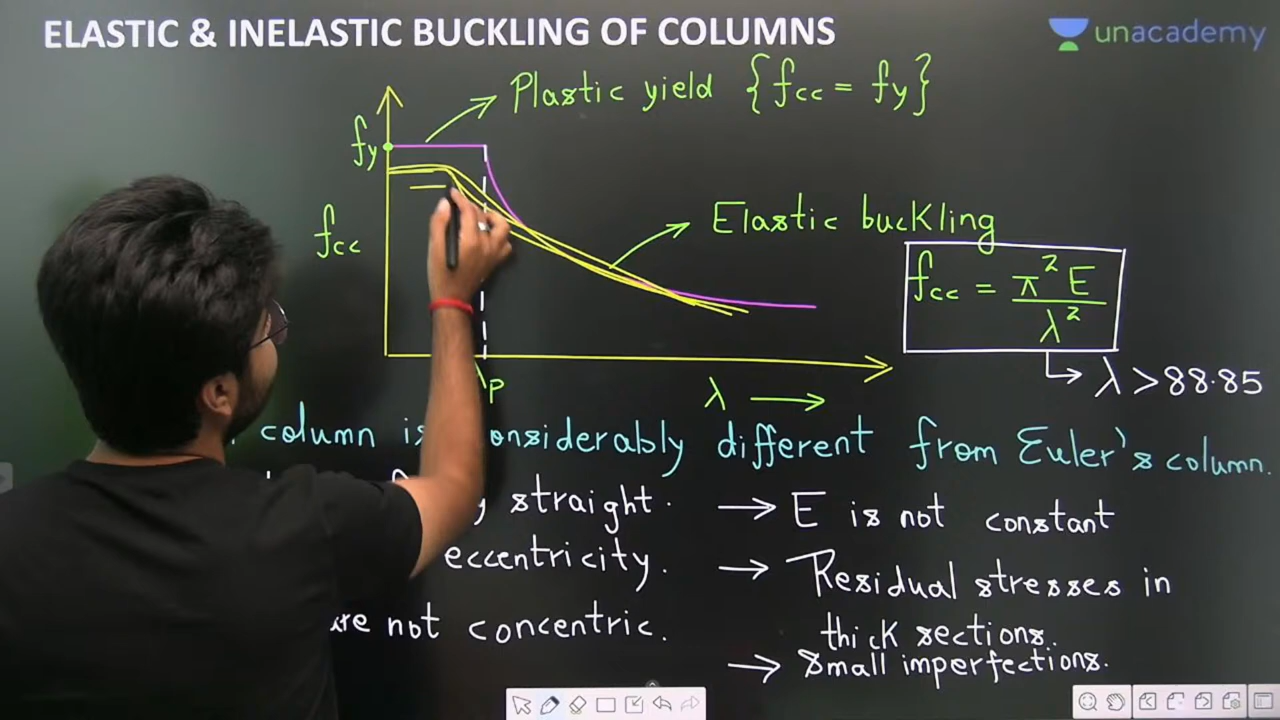 ELASTIC & INELASTIC BUCKLING OF COLUMNS
unacademy
Plastic yield {fcc = fy}
fy
fcc
Elastic buckling
fcc = π² E / λ²
λ > 88.85
λp
λ →
column is considerably different from Euler's column.
straight.
→ E is not constant
eccentricity.
→ Residual stresses in
thick sections.
are not concentric.
→ small imperfections.